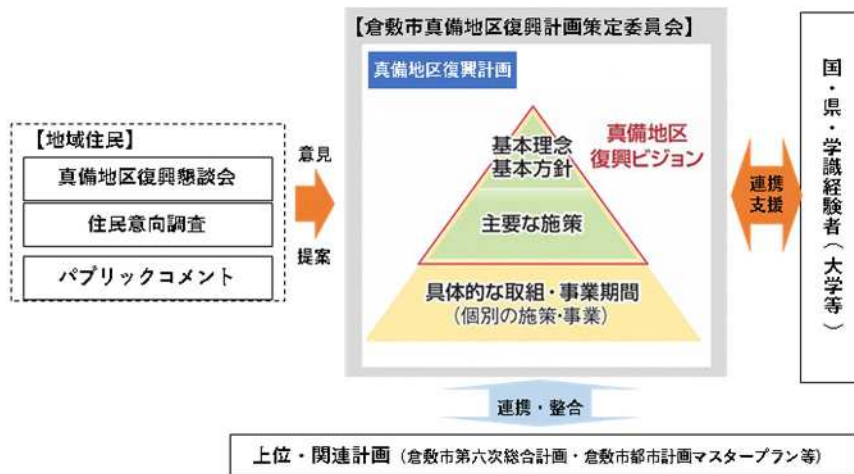 【倉敷市真備地区復興計画策定委員会】
真備地区復興計画
【地域住民】
真備地区復興懇談会
住民意向調査
パブリックコメント
意見
提案
基本理念
基本方針
真備地区
復興ビジョン
主要な施策
具体的な取組・事業期間
(個別の施策・事業)
連携
支援
国・県・学識経験者(大学等)
連携・整合
上位・関連計画(倉敷市第六次総合計画・倉敷市都市計画マスタープラン等)